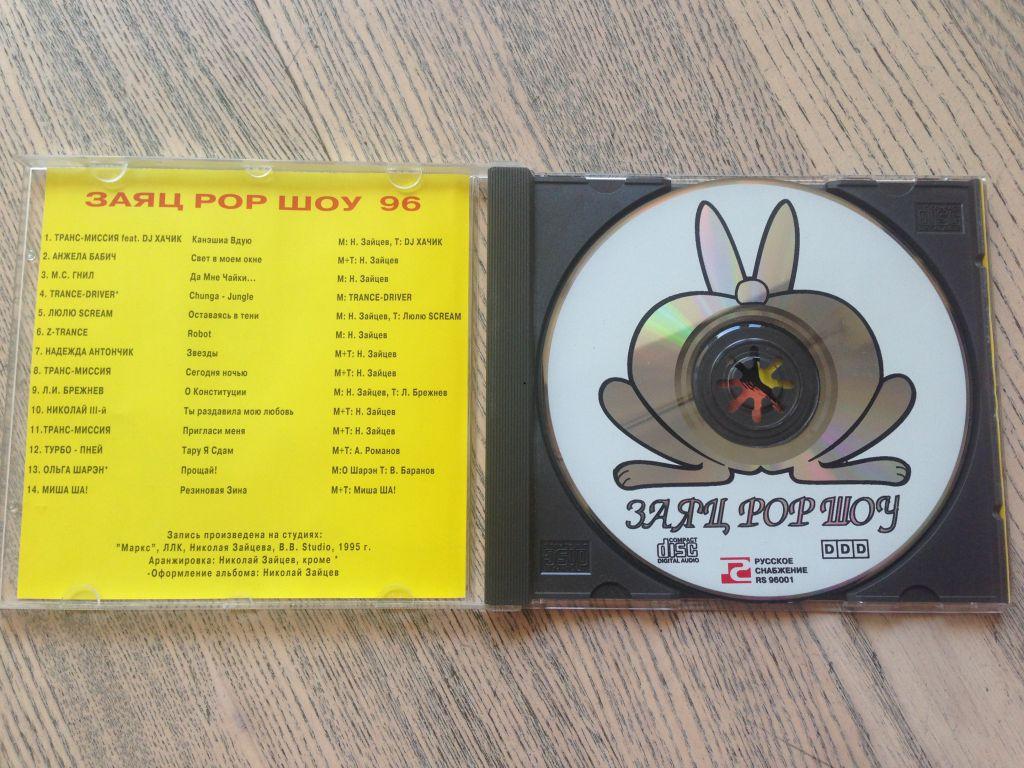 ЗАЯЦ POP ШОУ 96
1. ТРАНС-МИССИЯ feat. DJ ХАЧИК Канэшиа Вдую М: Н. Зайцев, Т: DJ ХАЧИК
2. АНЖЕЛА БАБИЧ Свет в моем окне М+Т: Н. Зайцев
3. М.С. ГНИЛ Да Мне Чайки... М: Н. Зайцев
4. TRANCE-DRIVER* Chunga - Jungle М: TRANCE-DRIVER
5. ЛЮЛЮ SCREAM Оставаясь в тени М: Н. Зайцев, Т: Люлю SCREAM
6. Z-TRANCE Robot М: Н. Зайцев
7. НАДЕЖДА АНТОНЧИК Звезды М+Т: Н. Зайцев
8. ТРАНС-МИССИЯ Сегодня ночью М+Т: Н. Зайцев
9. Л.И. БРЕЖНЕВ О Конституции М: Н. Зайцев, Т: Л. Брежнев
10. НИКОЛАЙ III-й Ты раздавила мою любовь М+Т: Н. Зайцев
11.ТРАНС-МИССИЯ Пригласи меня М+Т: Н. Зайцев
12. ТУРБО - ПНЕЙ Тару Я Сдам М+Т: А. Романов
13. ОЛЬГА ШАРЭН* Прощай! М:О Шарэн Т: В. Баранов
14. МИША ША! Резиновая Зина М+Т: Миша ША!
Запись произведена на студиях:
"Маркс", ЛЛК, Николая Зайцева, B.B. Studio, 1995 г.
Аранжировка: Николай Зайцев, кроме *
-Оформление альбома: Николай Зайцев
ЗАЯЦ POP ШОУ
COMPACT
disc
DIGITAL AUDIO
РУССКОЕ
СНАБЖЕНИЕ
RS 96001
DDD